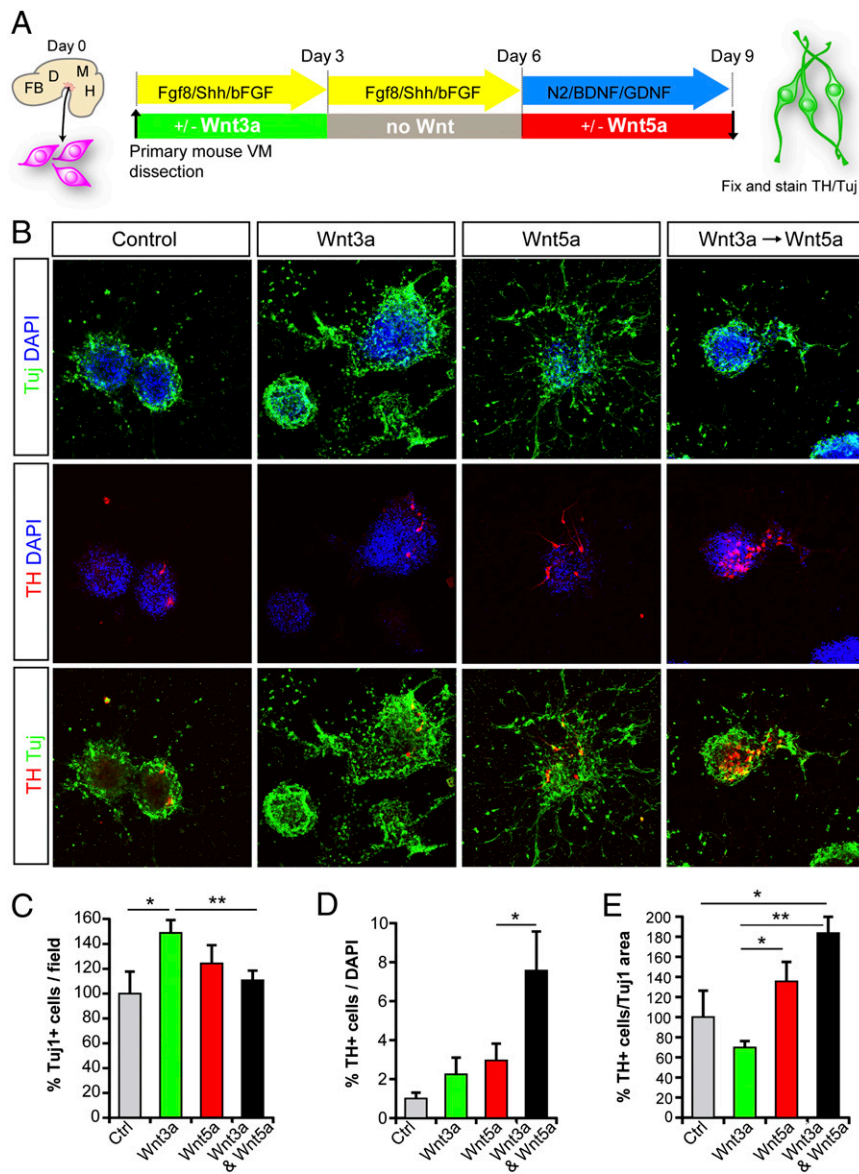 A
Day 0
Day 3
Day 6
Day 9
FB D M H
Fgf8/Shh/bFGF
Fgf8/Shh/bFGF
N2/BDNF/GDNF
+/- Wnt3a
no Wnt
+/- Wnt5a
Primary mouse VM
dissection
Fix and stain TH/Tuj
B
Control
Wnt3a
Wnt5a
Wnt3a → Wnt5a
Tuj DAPI
TH DAPI
TH Tuj
C
% Tuj1+ cells / field
160
140
120
100
80
60
40
20
0
* **
Ctrl
Wnt3a
Wnt5a
Wnt3a
& Wnt5a
D
% TH+ cells / DAPI
10
8
6
4
2
0
*
Ctrl
Wnt3a
Wnt5a
Wnt3a
& Wnt5a
E
% TH+ cells/Tuj1 area
200
180
160
140
120
100
80
60
40
20
0
*
**
*
Ctrl
Wnt3a
Wnt5a
Wnt3a
& Wnt5a